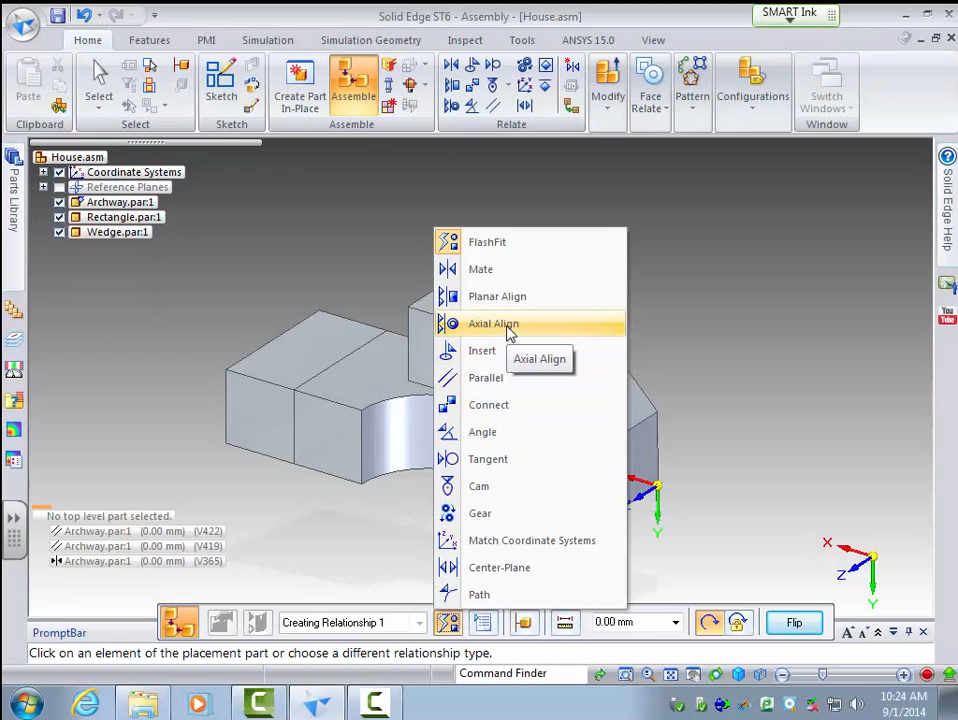 Solid Edge ST6 - Assembly - [House.asm]
SMART Ink
Home Features PMI Simulation Simulation Geometry Inspect Tools ANSYS 15.0 View
Paste
Clipboard
Select
Select
Sketch
Sketch
Create Part In-Place
Assemble
Assemble
Relate
Modify
Face Relate
Pattern
Configurations
Switch Windows
Window
Parts Library
House.asm
Coordinate Systems
Reference Planes
Archway.par:1
Rectangle.par:1
Wedge.par:1
Solid Edge Help
You Tube
FlashFit
Mate
Planar Align
Axial Align
Insert
Axial Align
Parallel
Connect
Angle
Tangent
Cam
Gear
Match Coordinate Systems
Center-Plane
Path
No top level part selected.
Archway.par:1 (0.00 mm) (V422)
Archway.par:1 (0.00 mm) (V419)
Archway.par:1 (0.00 mm) (V365)
Y
X
Z
Y
Creating Relationship 1
0.00 mm
Flip
PromptBar
Click on an element of the placement part or choose a different relationship type.
Command Finder
10:24 AM
9/1/2014